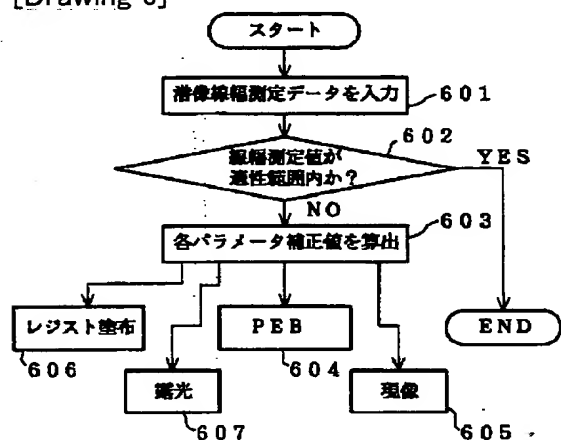 [Drawing 6]
スタート
潜像線幅測定データを入力
601
602
線幅測定値が
適性範囲内か?
YES
NO
603
各パラメータ補正値を算出
レジスト塗布
PEB
END
606
604
露光
現像
607
605